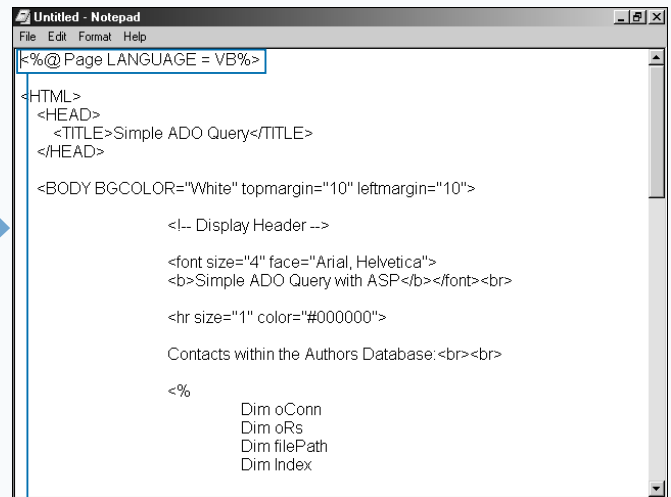 Untitled - Notepad
File Edit Format Help
<%@ Page LANGUAGE = VB%>
<HTML>
<HEAD>
<TITLE>Simple ADO Query</TITLE>
</HEAD>
<BODY BGCOLOR="White" topmargin="10" leftmargin="10">
<!-- Display Header -->
<font size="4" face="Arial, Helvetica">
<b>Simple ADO Query with ASP</b></font><br>
<hr size="1" color="#000000">
Contacts within the Authors Database:<br><br>
<%
Dim oConn
Dim oRs
Dim filePath
Dim Index